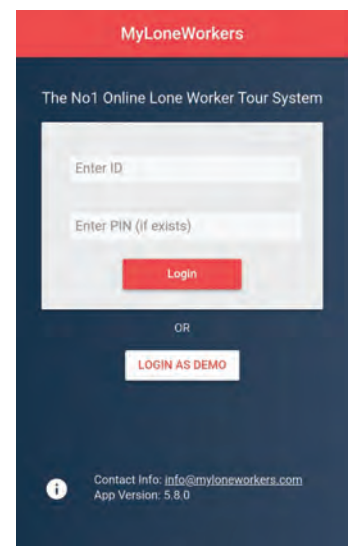 MyLoneWorkers
The No1 Online Lone Worker Tour System
Enter ID
Enter PIN (if exists)
Login
OR
LOGIN AS DEMO
Contact Info: info@myloneworkers.com
App Version: 5.8.0